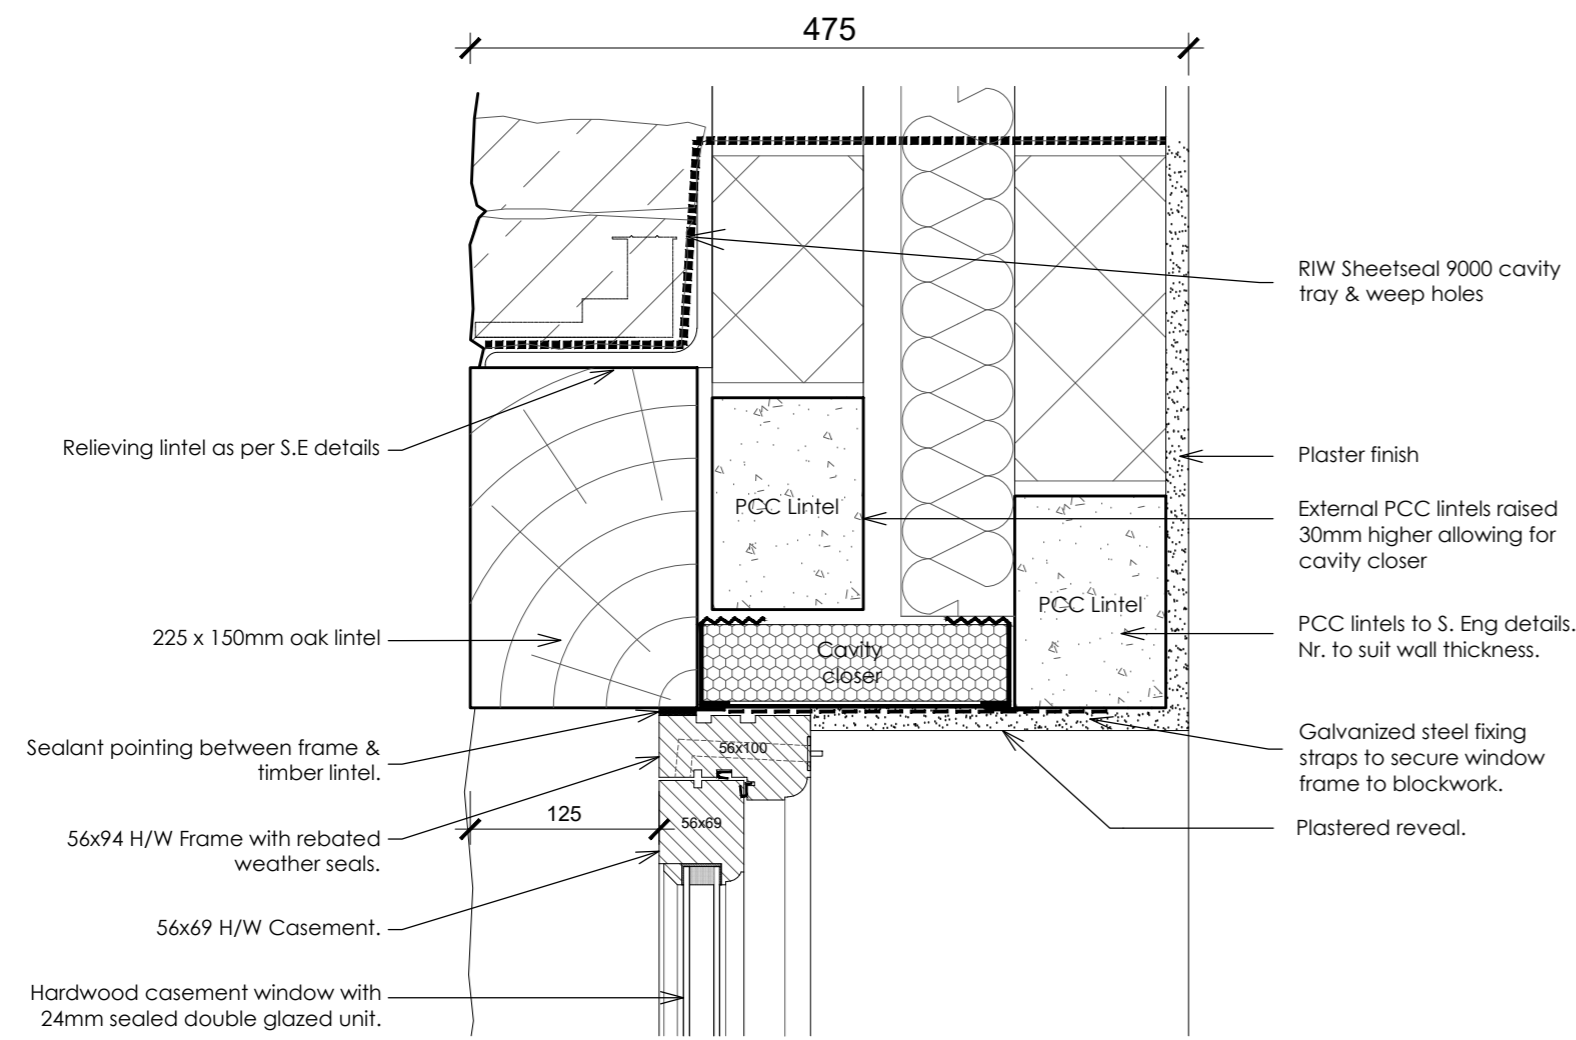 475
RIW Sheetseal 9000 cavity
tray & weep holes
Relieving lintel as per S.E details
Plaster finish
PCC Lintel
External PCC lintels raised
30mm higher allowing for
cavity closer
PCC Lintel
225 x 150mm oak lintel
PCC lintels to S. Eng details.
Nr. to suit wall thickness.
Cavity
closer
Sealant pointing between frame &
timber lintel.
56x100
Galvanized steel fixing
straps to secure window
frame to blockwork.
125
56x69
56x94 H/W Frame with rebated
weather seals.
Plastered reveal.
56x69 H/W Casement.
Hardwood casement window with
24mm sealed double glazed unit.